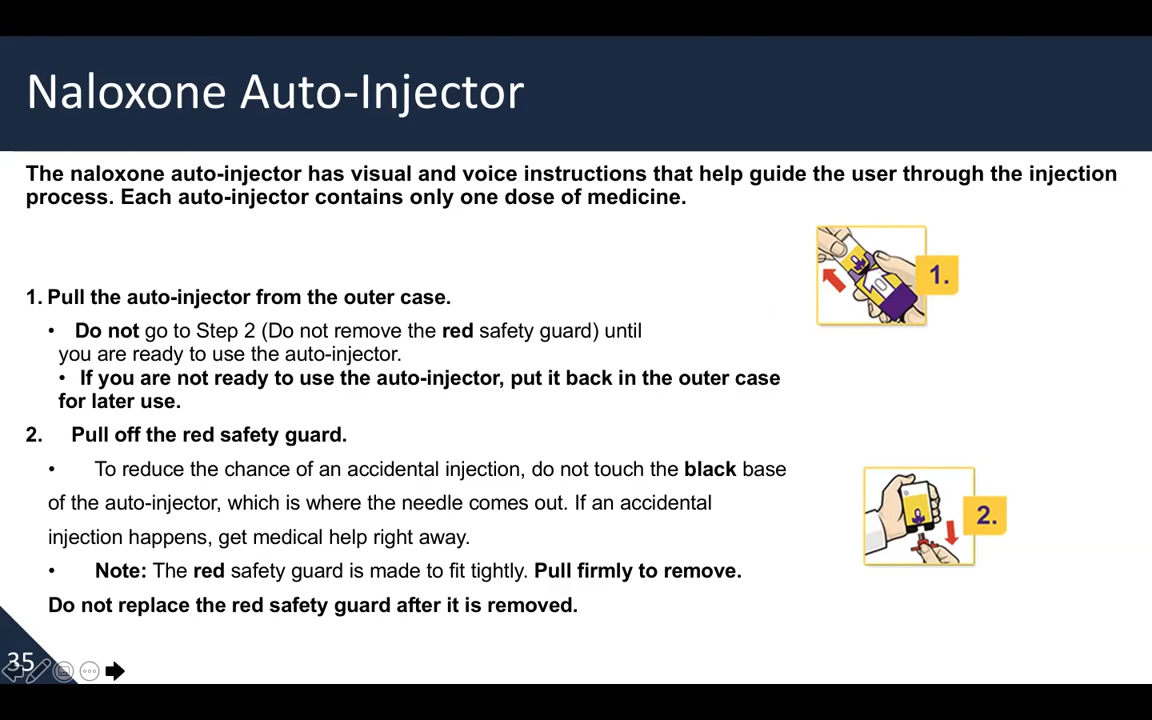 Naloxone Auto-Injector
The naloxone auto-injector has visual and voice instructions that help guide the user through the injection
process. Each auto-injector contains only one dose of medicine.
1.
1. Pull the auto-injector from the outer case.
• Do not go to Step 2 (Do not remove the red safety guard) until
you are ready to use the auto-injector.
• If you are not ready to use the auto-injector, put it back in the outer case
for later use.
2. Pull off the red safety guard.
• To reduce the chance of an accidental injection, do not touch the black base
of the auto-injector, which is where the needle comes out. If an accidental
2.
injection happens, get medical help right away.
• Note: The red safety guard is made to fit tightly. Pull firmly to remove.
Do not replace the red safety guard after it is removed.
35